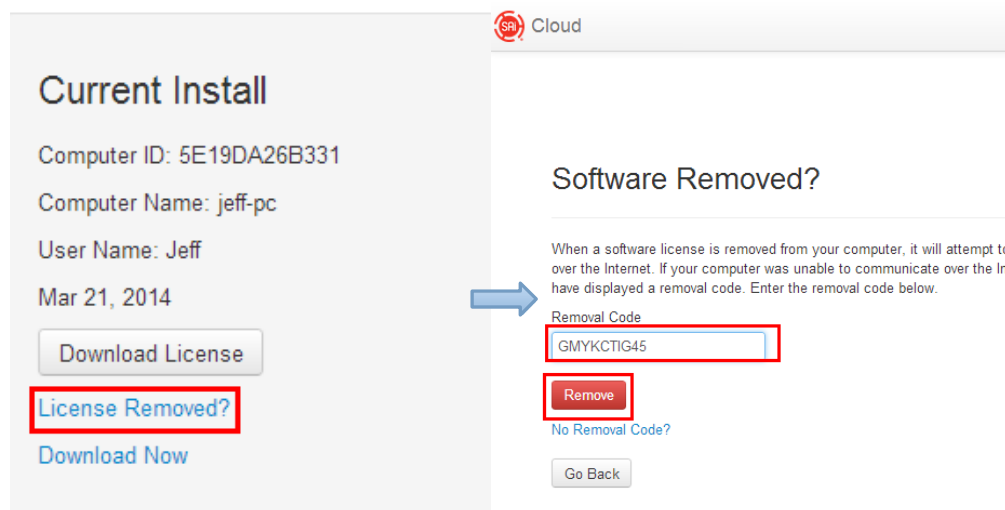 Current Install
Computer ID: 5E19DA26B331
Computer Name: jeff-pc
User Name: Jeff
Mar 21, 2014
Download License
License Removed?
Download Now
SAi Cloud
Software Removed?
When a software license is removed from your computer, it will attempt to
over the Internet. If your computer was unable to communicate over the
have displayed a removal code. Enter the removal code below.
Removal Code
GMYKCTIG45
Remove
No Removal Code?
Go Back